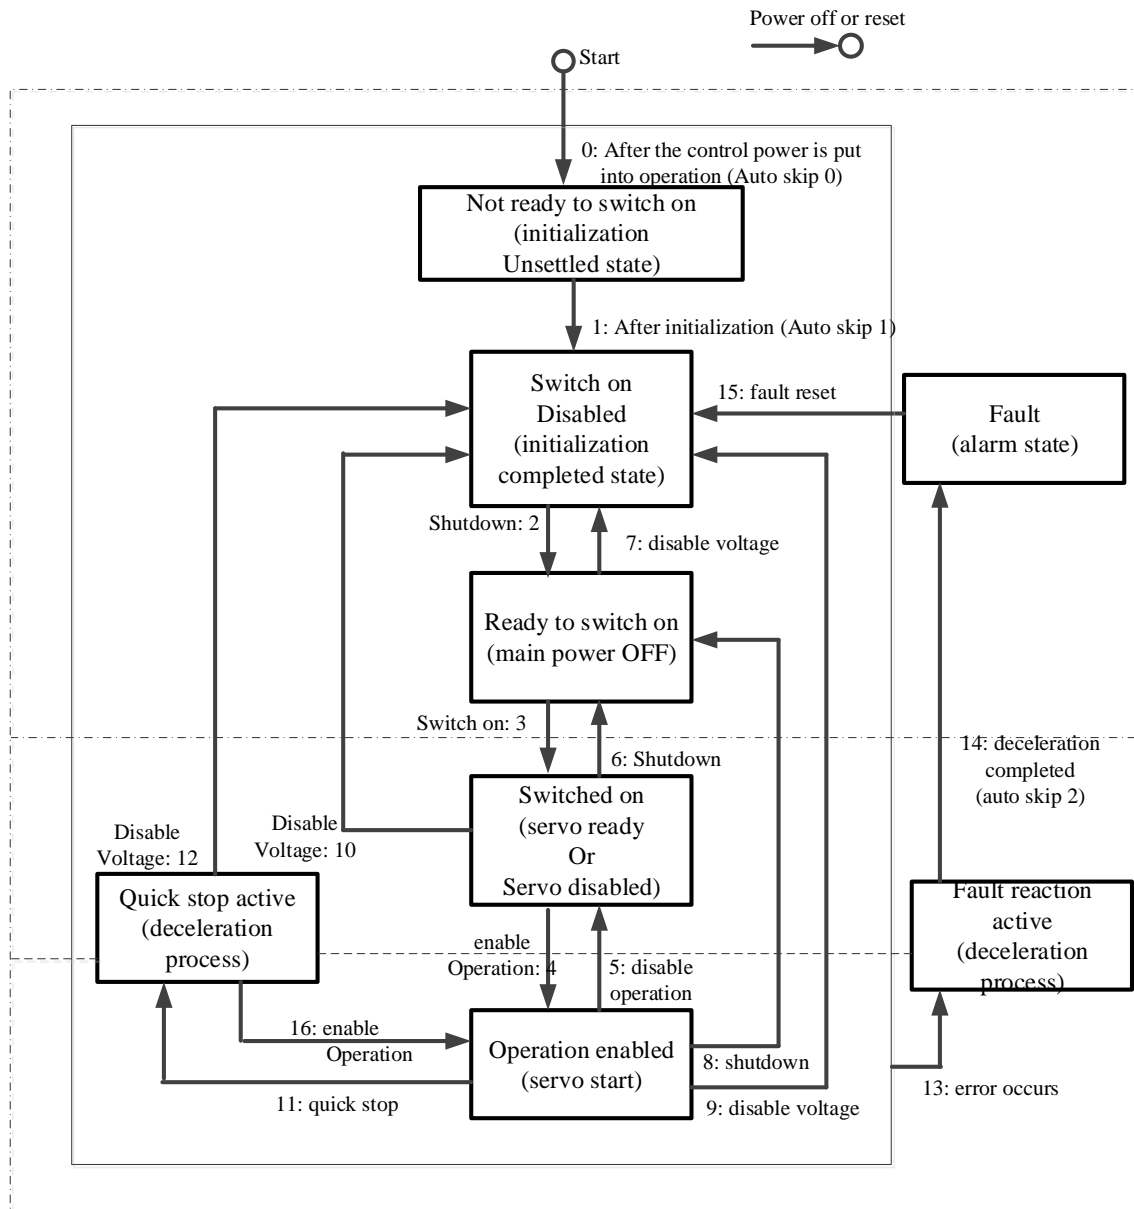 Power off or reset
Start
0: After the control power is put
into operation (Auto skip 0)
Not ready to switch on
(initialization
Unsettled state)
1: After initialization (Auto skip 1)
Switch on
Disabled
(initialization
completed state)
15: fault reset
Fault
(alarm state)
Shutdown: 2
7: disable voltage
Ready to switch on
(main power OFF)
Switch on: 3
6: Shutdown
14: deceleration
completed
(auto skip 2)
Switched on
(servo ready
Or
Servo disabled)
Disable
Voltage: 12
Disable
Voltage: 10
Quick stop active
(deceleration
process)
Fault reaction
active
(deceleration
process)
enable
Operation: 4
5: disable
operation
16: enable
Operation
Operation enabled
(servo start)
8: shutdown
9: disable voltage
11: quick stop
13: error occurs